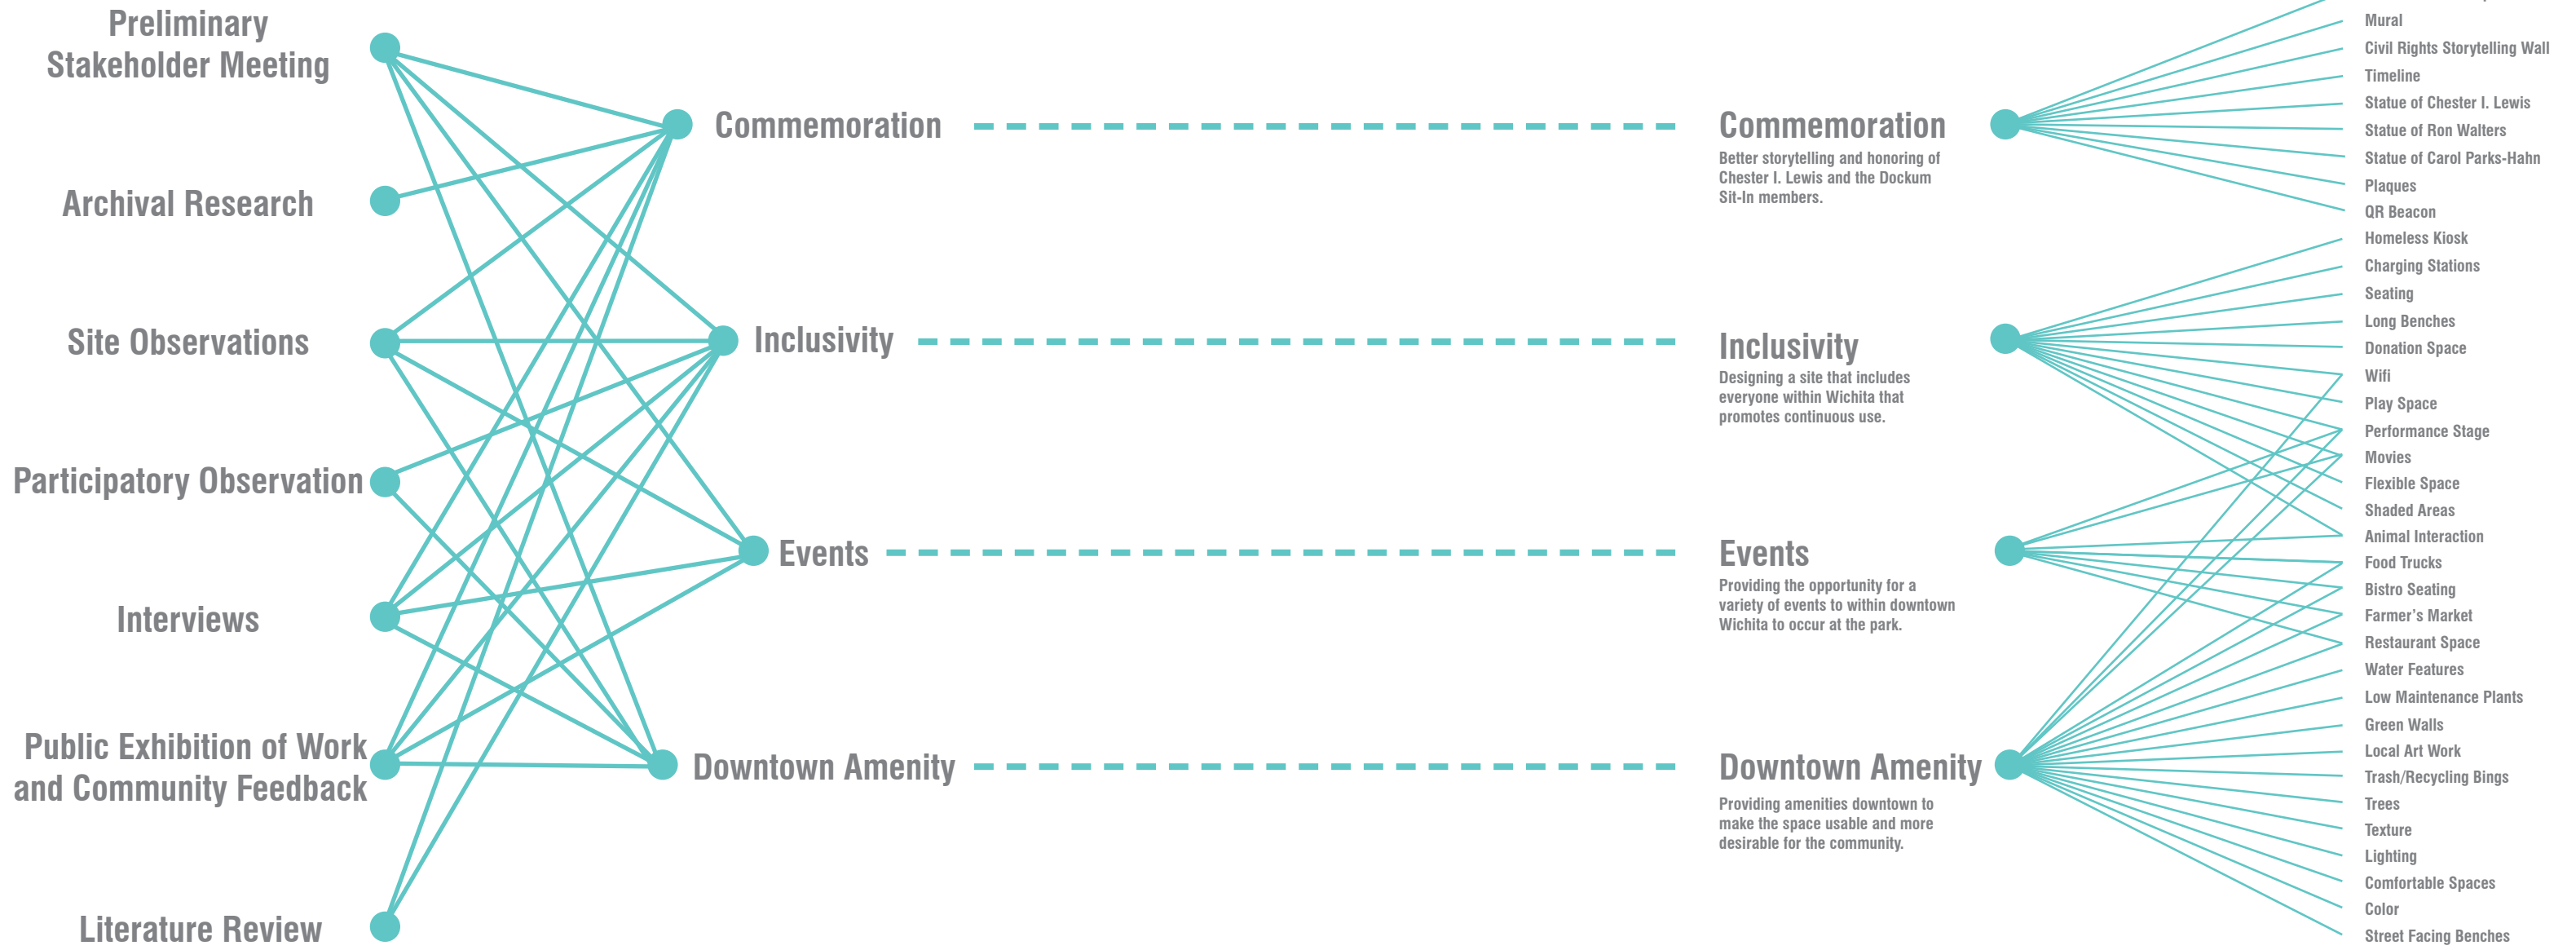 Preliminary
Stakeholder Meeting
Archival Research
Site Observations
Participatory Observation
Interviews
Public Exhibition of Work
and Community Feedback
Literature Review
Commemoration
Inclusivity
Events
Downtown Amenity
Commemoration
Better storytelling and honoring of
Chester I. Lewis and the Dockum
Sit-In members.
Inclusivity
Designing a site that includes
everyone within Wichita that
promotes continuous use.
Events
Providing the opportunity for a
variety of events to within downtown
Wichita to occur at the park.
Downtown Amenity
Providing amenities downtown to
make the space usable and more
desirable for the community.
Mural
Civil Rights Storytelling Wall
Timeline
Statue of Chester I. Lewis
Statue of Ron Walters
Statue of Carol Parks-Hahn
Plaques
QR Beacon
Homeless Kiosk
Charging Stations
Seating
Long Benches
Donation Space
Wifi
Play Space
Performance Stage
Movies
Flexible Space
Shaded Areas
Animal Interaction
Food Trucks
Bistro Seating
Farmer's Market
Restaurant Space
Water Features
Low Maintenance Plants
Green Walls
Local Art Work
Trash/Recycling Bings
Trees
Texture
Lighting
Comfortable Spaces
Color
Street Facing Benches